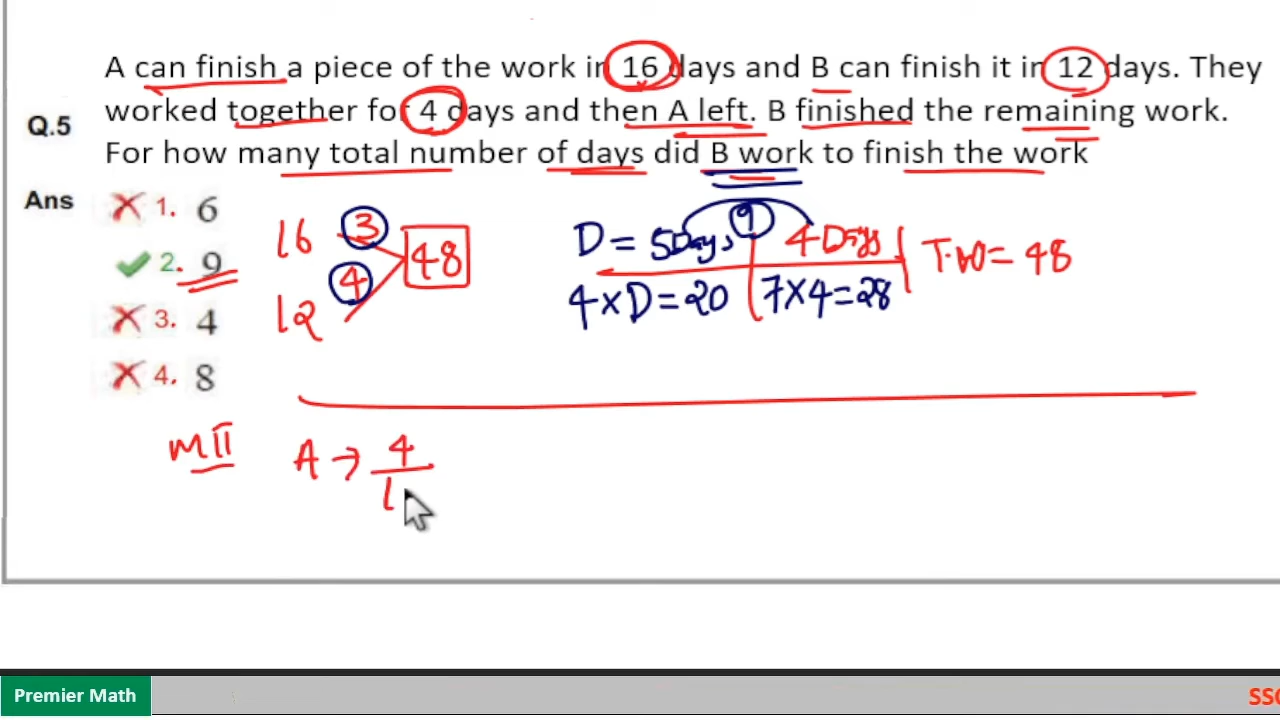 A can finish a piece of the work in 16 days and B can finish it in 12 days. They
Q.5 worked together for 4 days and then A left. B finished the remaining work.
For how many total number of days did B work to finish the work
Ans 1. 6
2. 9
3. 4
4. 8
16 3
4 48
12
D = 5Days 9 4 Days T.W = 48
4×D=20 7×4=28
M II A → 4
1
Premier Math
SSC